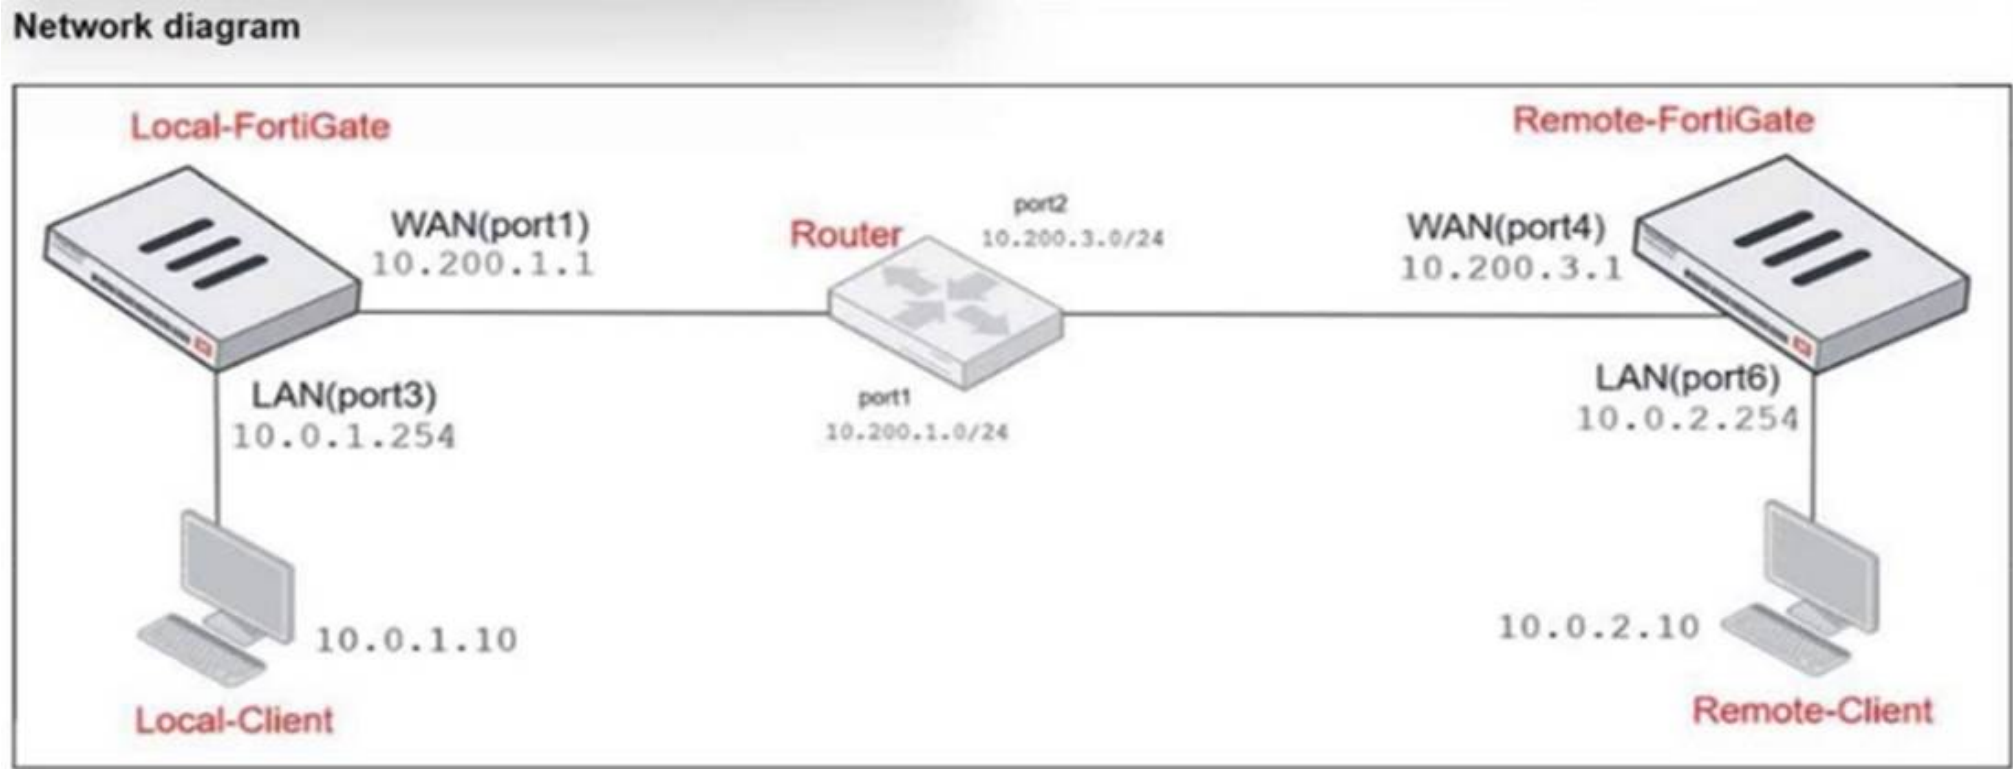 Network diagram
Local-FortiGate
Remote-FortiGate
WAN(port1)
10.200.1.1
Router
port2
10.200.3.0/24
WAN(port4)
10.200.3.1
LAN(port3)
10.0.1.254
port1
10.200.1.0/24
LAN(port6)
10.0.2.254
10.0.1.10
10.0.2.10
Local-Client
Remote-Client